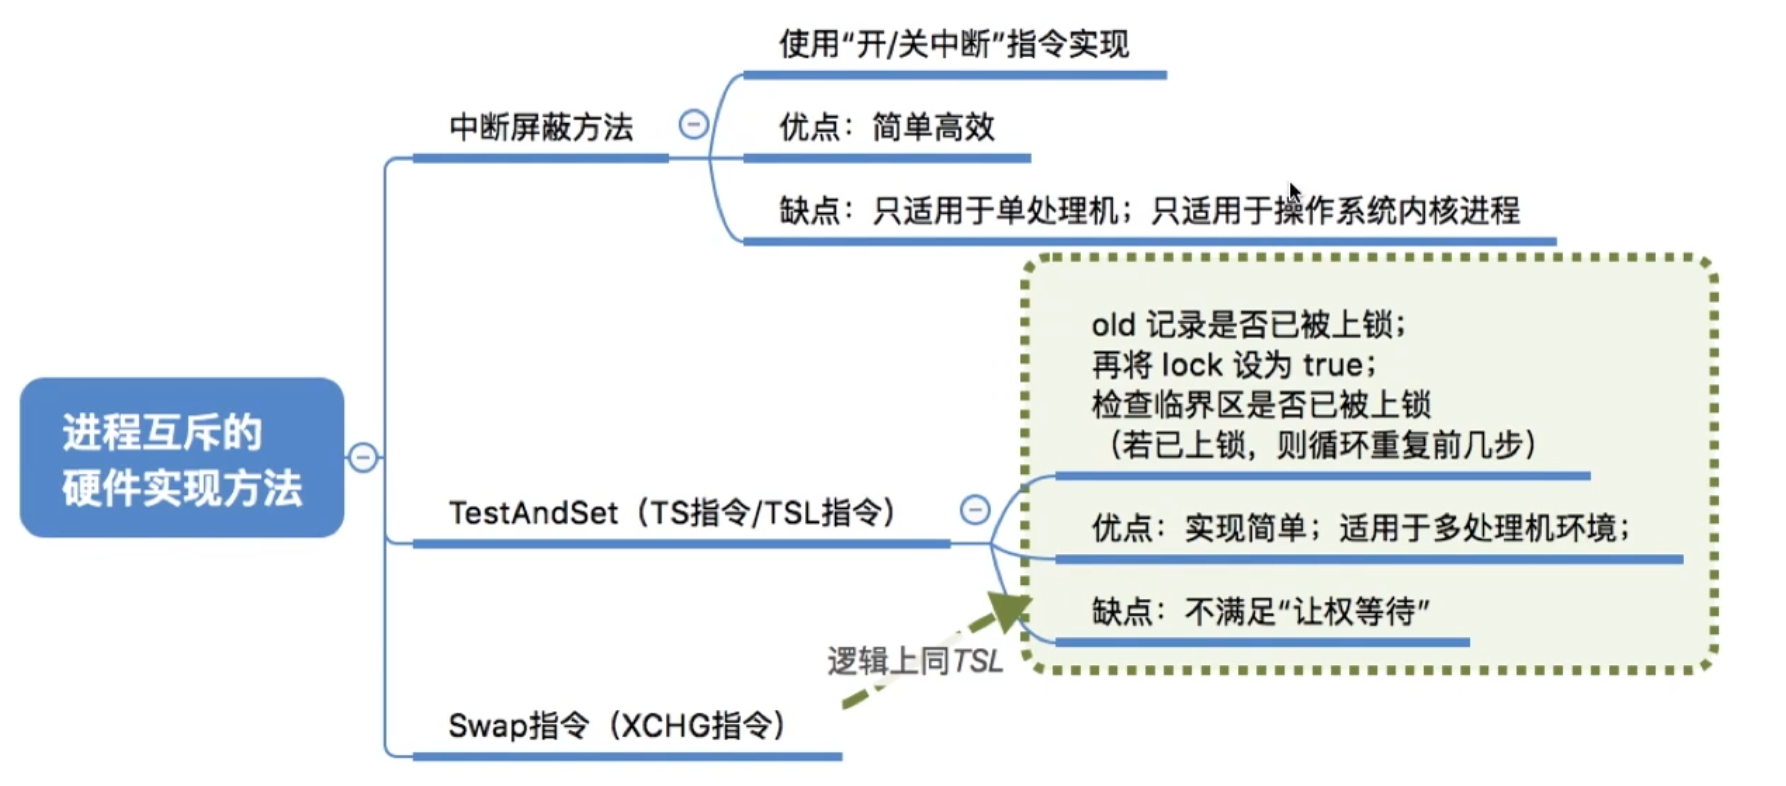 进程互斥的
硬件实现方法
中断屏蔽方法
使用“开/关中断”指令实现
优点：简单高效
缺点：只适用于单处理机；只适用于操作系统内核进程
TestAndSet（TS指令/TSL指令）
old 记录是否已被上锁；
再将 lock 设为 true；
检查临界区是否已被上锁
（若已上锁，则循环重复前几步）
优点：实现简单；适用于多处理机环境；
缺点：不满足“让权等待”
Swap指令（XCHG指令）
逻辑上同TSL